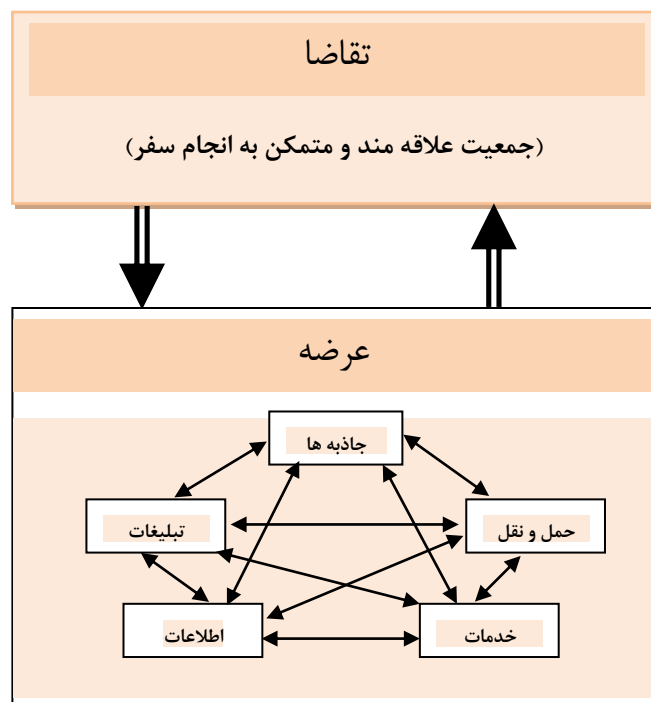 تقاضا
(جمعیت علاقه مند و متمکن به انجام سفر)
عرضه
جاذبه ها
حمل و نقل
تبلیغات
خدمات
اطلاعات